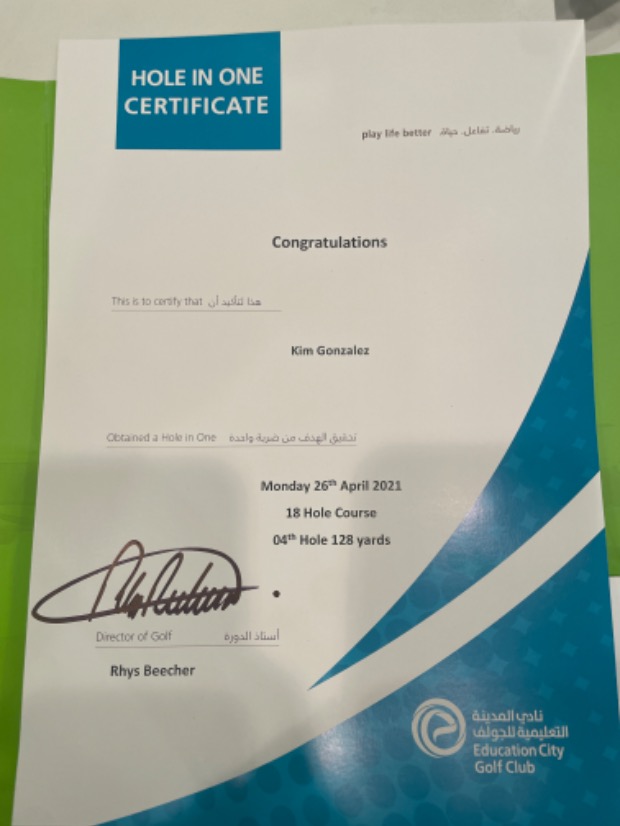 HOLE IN ONE
CERTIFICATE
play life better رياضة. تفاعل. حياة.
Congratulations
This is to certify that هذا تأكيد أن
Kim Gonzalez
Obtained a Hole in One تحقيق الهدف من ضربة واحدة
Monday 26th April 2021
18 Hole Course
04th Hole 128 yards
Director of Golf أستاذ الدورة
Rhys Beecher
نادي المدينة
التعليمية للجولف
Education City
Golf Club